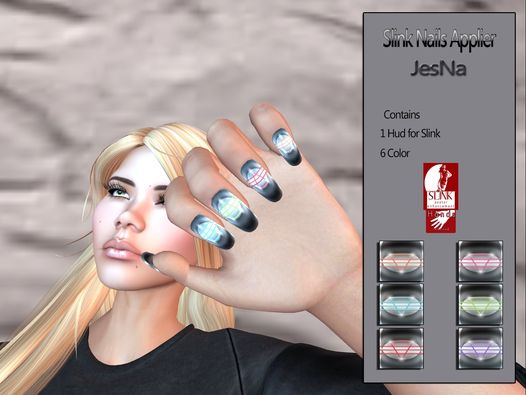 Slink Nails Applier
JesNa
Contains
1 Hud for Slink
6 Color
SLINK
Hands